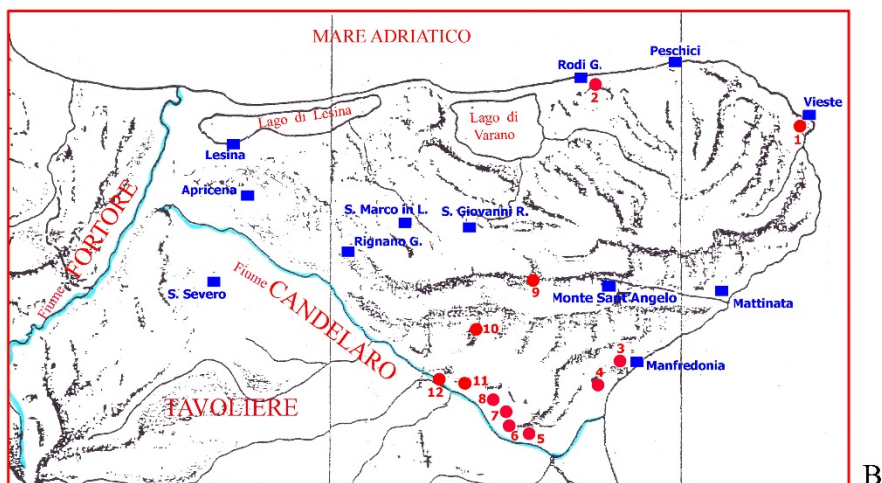 MARE ADRIATICO
Peschici
Rodi G.
2
Vieste
1
Lago di Lesina
Lago di
Varano
Lesina
Apricena
S. Marco in L.
S. Giovanni R.
Rignano G.
Fiume FORTORE
S. Severo
Fiume CANDELARO
9
Monte Sant'Angelo
Mattinata
10
3
Manfredonia
4
11
12
8
7
6
5
TAVOLIERE
B